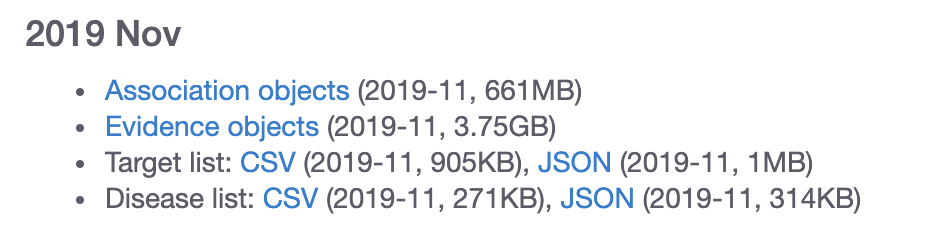 2019 Nov
Association objects (2019-11, 661MB)
Evidence objects (2019-11, 3.75GB)
Target list: CSV (2019-11, 905KB), JSON (2019-11, 1MB)
Disease list: CSV (2019-11, 271KB), JSON (2019-11, 314KB)